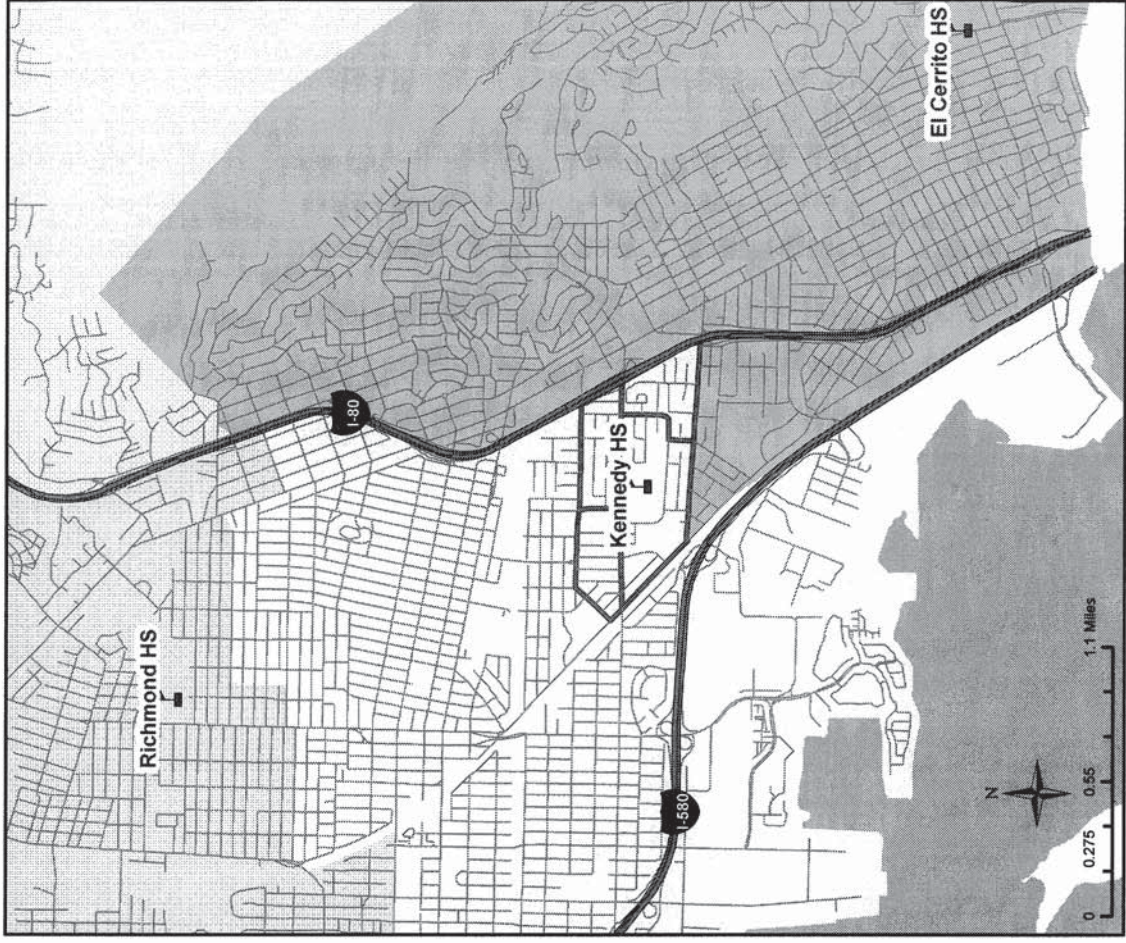 Richmond HS
I-80
El Cerrito HS
Kennedy HS
I-580
N
0 0.275 0.55 1.1 Miles